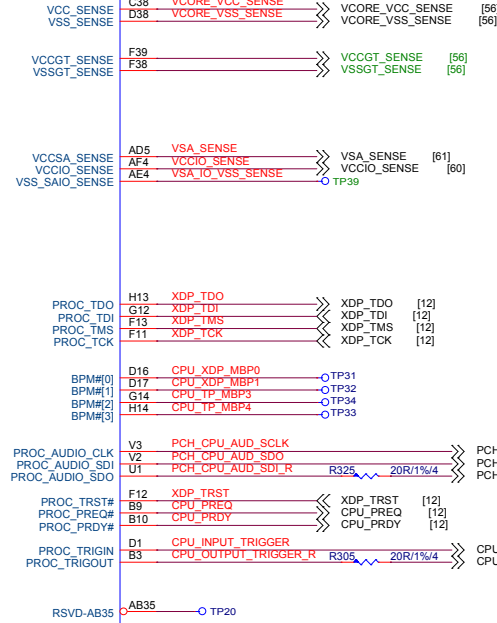 VCC_SENSE C38 VCORE_VCC_SENSE VCORE_VCC_SENSE [56]
VSS_SENSE D38 VCORE_VSS_SENSE VCORE_VSS_SENSE [56]
VCCGT_SENSE F39 VCCGT_SENSE [56]
VSSGT_SENSE F38 VSSGT_SENSE [56]
VCCSA_SENSE AD5 VSA_SENSE VSA_SENSE [61]
VCCIO_SENSE AF4 VCCIO_SENSE VCCIO_SENSE [60]
VSS_SAIO_SENSE AE4 VSA_IO_VSS_SENSE TP39
PROC_TDO H13 XDP_TDO XDP_TDO [12]
PROC_TDI G12 XDP_TDI XDP_TDI [12]
PROC_TMS F13 XDP_TMS XDP_TMS [12]
PROC_TCK F11 XDP_TCK XDP_TCK [12]
BPM#[0] D16 CPU_XDP_MBP0 TP31
BPM#[1] D17 CPU_XDP_MBP1 TP32
BPM#[2] G14 CPU_TP_MBP3 TP34
BPM#[3] H14 CPU_TP_MBP4 TP33
PROC_AUDIO_CLK V3 PCH_CPU_AUD_SCLK PCH
PROC_AUDIO_SDI V2 PCH_CPU_AUD_SDO PCH
PROC_AUDIO_SDO U1 PCH_CPU_AUD_SDI_R R325 20R/1%/4 PCH
PROC_TRST# F12 XDP_TRST XDP_TRST [12]
PROC_PREQ# B9 CPU_PREQ CPU_PREQ [12]
PROC_PRDY# B10 CPU_PRDY CPU_PRDY [12]
PROC_TRIGIN D1 CPU_INPUT_TRIGGER CPU
PROC_TRIGOUT B3 CPU_OUTPUT_TRIGGER_R R305 20R/1%/4 CPU
RSVD-AB35 AB35 TP20